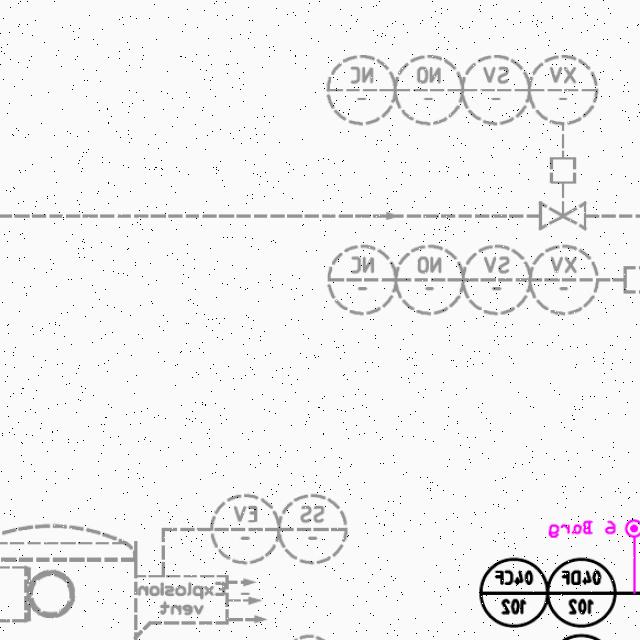 XV SV NO NC
- - - -
XV SV NO NC
- - - -
SS EV
- -
6 Barg
04DF 04CF
102 102
Explosion
vent